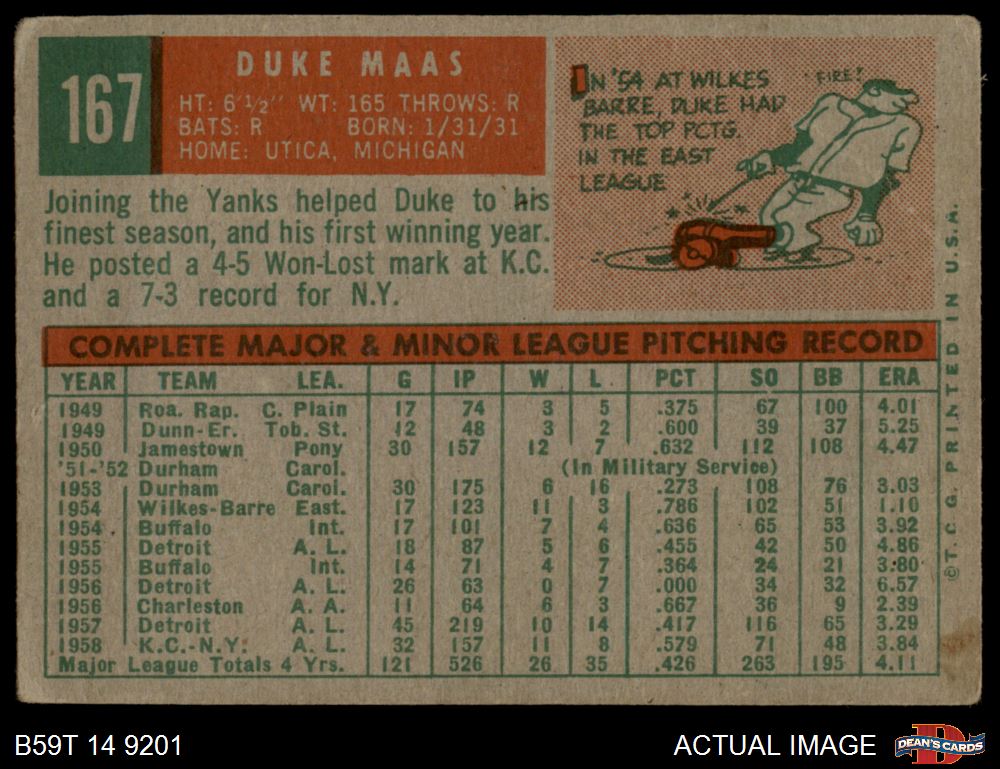 167
DUKE MAAS
HT: 6'1/2" WT: 165 THROWS: R
BATS: R BORN: 1/31/31
HOME: UTICA, MICHIGAN
IN '54 AT WILKES
BARRE, DUKE HAD
THE TOP PCTG.
IN THE EAST
LEAGUE
FIRE!
Joining the Yanks helped Duke to his
finest season, and his first winning year.
He posted a 4-5 Won-Lost mark at K.C.
and a 7-3 record for N.Y.
COMPLETE MAJOR & MINOR LEAGUE PITCHING RECORD
YEAR TEAM LEA. G IP W L PCT SO BB ERA
1949 Roa. Rap. C. Plain 17 74 3 5 .375 67 100 4.01
1949 Dunn-Er. Tob. St. 12 48 3 2 .600 39 37 5.25
1950 Jamestown Pony 30 157 12 7 .632 112 108 4.47
'51-'52 Durham Carol. (In Military Service)
1953 Durham Carol. 30 175 6 16 .273 108 76 3.03
1954 Wilkes-Barre East. 17 123 11 3 .786 102 51 1.10
1954 Buffalo Int. 17 101 7 4 .636 65 53 3.92
1955 Detroit A. L. 18 87 5 6 .455 42 50 4.86
1955 Buffalo Int. 14 71 4 7 .364 24 21 3.80
1956 Detroit A. L. 26 63 0 7 .000 34 32 6.57
1956 Charleston A. A. 11 64 6 3 .667 36 9 2.39
1957 Detroit A. L. 45 219 10 14 .417 116 65 3.29
1958 K.C.-N.Y. A. L. 32 157 11 8 .579 71 48 3.84
Major League Totals 4 Yrs. 121 526 26 35 .426 263 195 4.11
©T.C.G. PRINTED IN U.S.A.
B59T 14 9201
ACTUAL IMAGE
D
DEAN'S CARDS